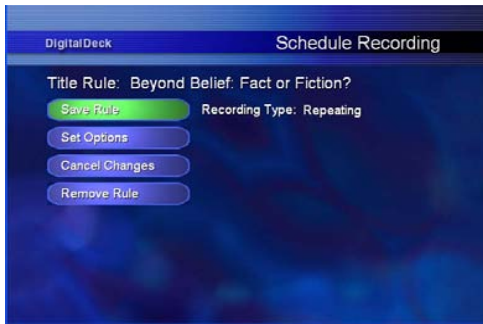 DigitalDeck
Schedule Recording
Title Rule: Beyond Belief: Fact or Fiction?
Save Rule
Recording Type: Repeating
Set Options
Cancel Changes
Remove Rule